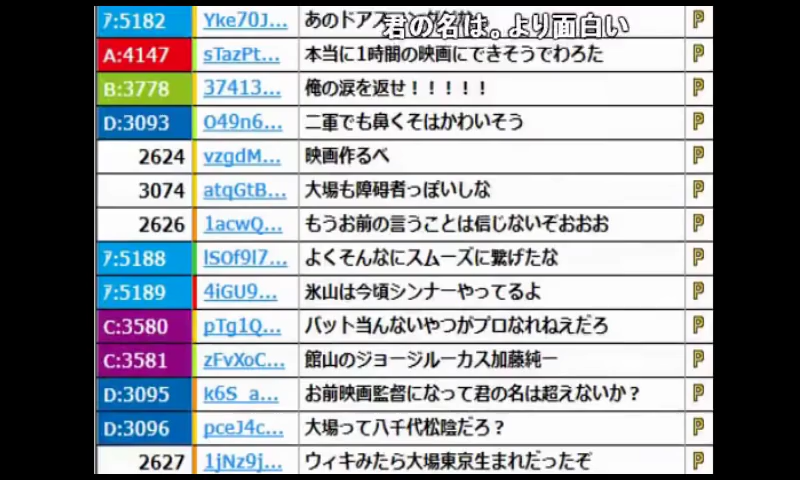 ｱ:5182 Yke70J... あのドアス 君の名は。より面白い P
A:4147 sTazPt... 本当に1時間の映画にできそうでわろた P
B:3778 37413... 俺の涙を返せ！！！！！ P
D:3093 O49n6... 二軍でも鼻くそはかわいそう P
2624 vzgdM... 映画作るべ P
3074 atqGtB... 大場も障碍者っぽいしな P
2626 1acwQ... もうお前の言うことは信じないぞおおお P
ｱ:5188 lSOf9l7... よくそんなにスムーズに繋げたな P
ｱ:5189 4iGU9... 氷山は今頃シンナーやってるよ P
C:3580 pTg1Q... バット当んないやつがプロなれねえだろ P
C:3581 zFvXoC... 館山のジョージルーカス加藤純一 P
D:3095 k6S_a... お前映画監督になって君の名は超えないか？ P
D:3096 pceJ4c... 大場って八千代松陰だろ？ P
2627 1jNz9j... ウィキみたら大場東京生まれだったぞ P